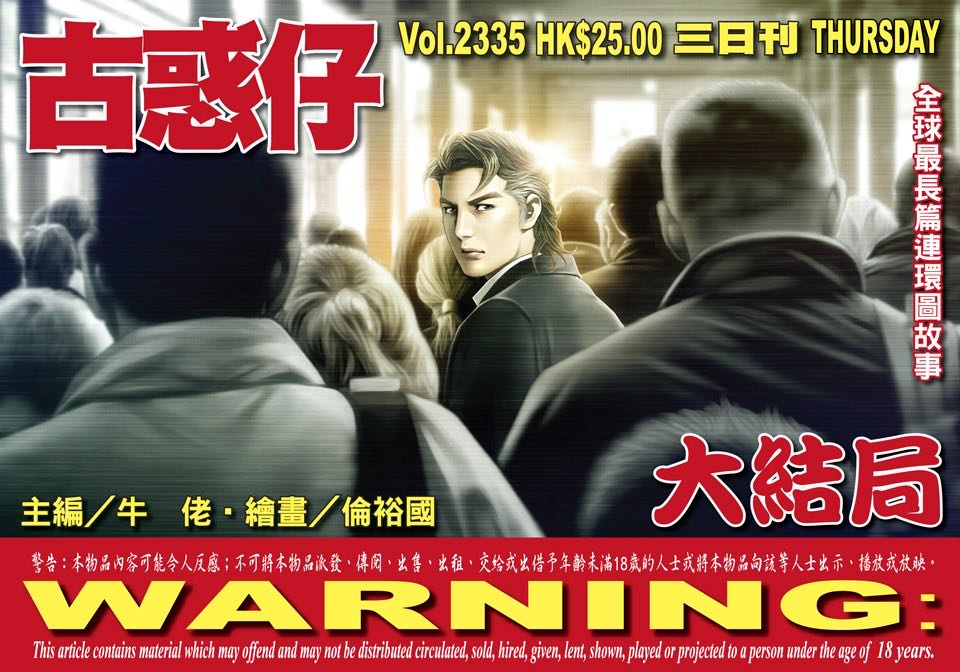 古惑仔
Vol.2335 HK$25.00 三日刊 THURSDAY
全球最長篇連環圖故事
大結局
主編／牛　佬・繪畫／倫裕國
警告：本物品內容可能令人反感；不可將本物品派發、傳閱、出售、出租、交給或出借予年齡未滿18歲的人士或將本物品向該等人士出示、播放或放映。
WARNING:
This article contains material which may offend and may not be distributed circulated, sold, hired, given, lent, shown, played or projected to a person under the age of 18 years.